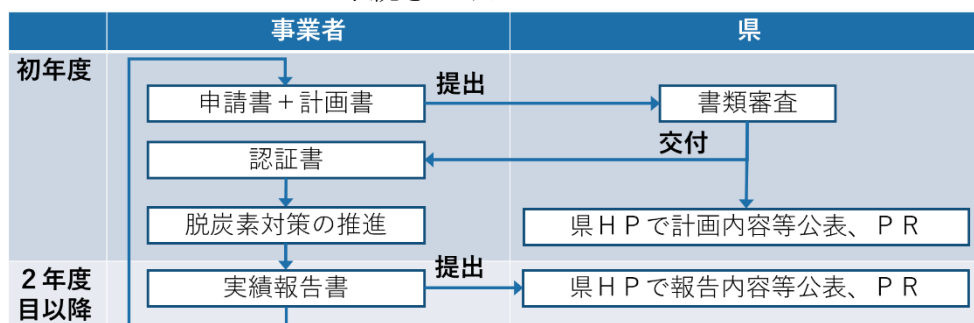 事業者
県
初年度
申請書+計画書
提出
書類審査
交付
認証書
脱炭素対策の推進
県HPで計画内容等公表、PR
2年度
目以降
実績報告書
提出
県HPで報告内容等公表、PR